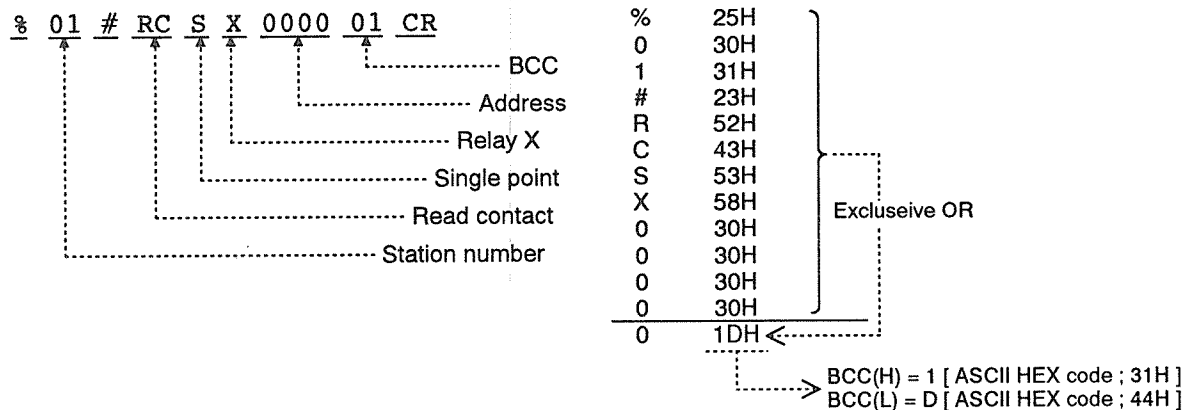 % 01 # RC S X 0000 01 CR
BCC
Address
Relay X
Single point
Read contact
Station number
% 25H
0 30H
1 31H
# 23H
R 52H
C 43H
S 53H
X 58H
0 30H
0 30H
0 30H
0 30H
Excluseive OR
0 1DH
BCC(H) = 1 [ ASCII HEX code ; 31H ]
BCC(L) = D [ ASCII HEX code ; 44H ]